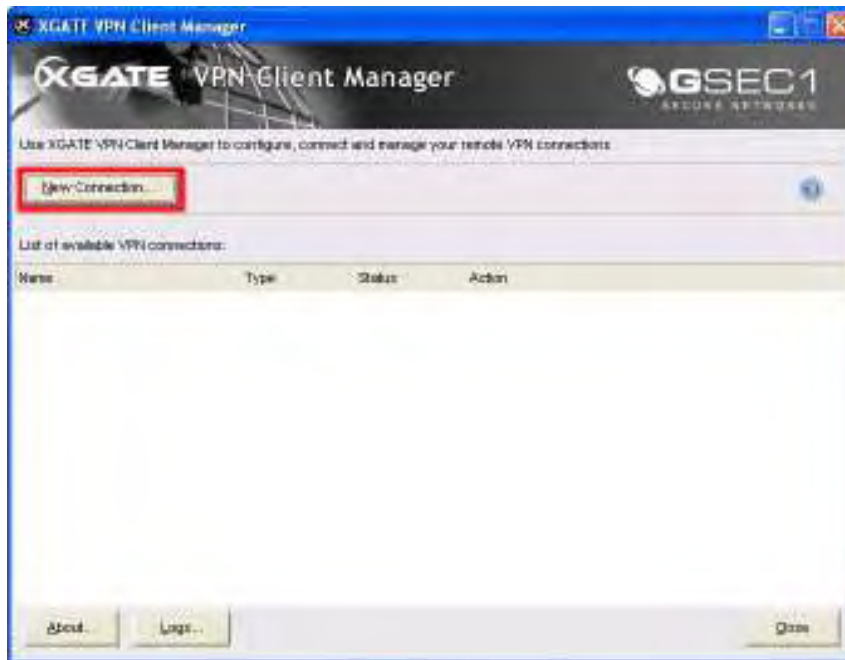 XGATE VPN Client Manager
XGATE VPN Client Manager
GSEC1
SECURE NETWORKS
Use XGATE VPN Client Manager to configure, connect and manage your remote VPN connections
New Connection...
List of available VPN connections:
Name Type Status Action
About... Logs... Close